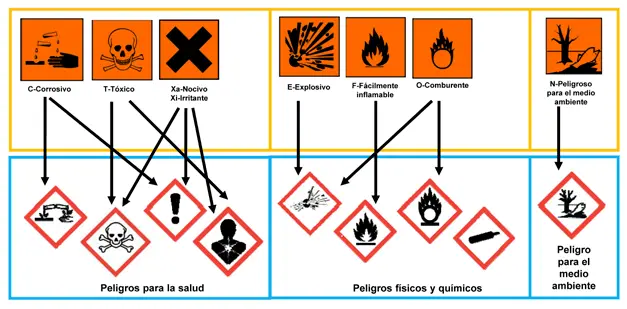 C-Corrosivo
T-Tóxico
Xa-Nocivo
Xi-Irritante
E-Explosivo
F-Fácilmente
inflamable
O-Comburente
N-Peligroso
para el medio
ambiente
Peligros para la salud
Peligros físicos y quimicos
Peligro
para el
medio
ambiente